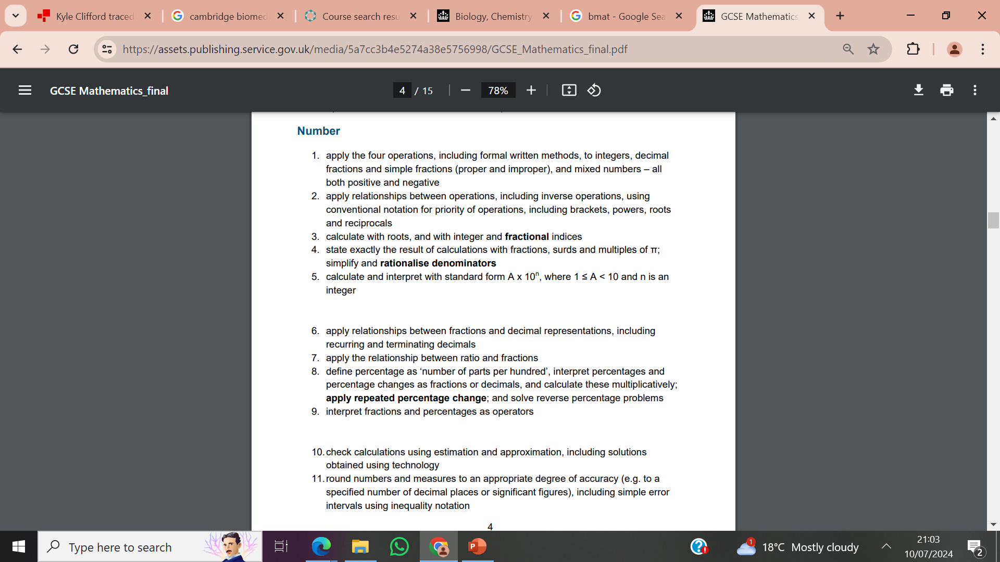 Kyle Clifford traced
cambridge biomed
Course search resu
Biology, Chemistry
bmat - Google Sea
GCSE Mathematics
https://assets.publishing.service.gov.uk/media/5a7cc3b4e5274a38e5756998/GCSE_Mathematics_final.pdf
GCSE Mathematics_final
4 / 15
78%
Number
1. apply the four operations, including formal written methods, to integers, decimal
fractions and simple fractions (proper and improper), and mixed numbers – all
both positive and negative
2. apply relationships between operations, including inverse operations, using
conventional notation for priority of operations, including brackets, powers, roots
and reciprocals
3. calculate with roots, and with integer and fractional indices
4. state exactly the result of calculations with fractions, surds and multiples of π;
simplify and rationalise denominators
5. calculate and interpret with standard form A x 10ⁿ, where 1 ≤ A < 10 and n is an
integer
6. apply relationships between fractions and decimal representations, including
recurring and terminating decimals
7. apply the relationship between ratio and fractions
8. define percentage as ‘number of parts per hundred’, interpret percentages and
percentage changes as fractions or decimals, and calculate these multiplicatively;
apply repeated percentage change; and solve reverse percentage problems
9. interpret fractions and percentages as operators
10. check calculations using estimation and approximation, including solutions
obtained using technology
11. round numbers and measures to an appropriate degree of accuracy (e.g. to a
specified number of decimal places or significant figures), including simple error
intervals using inequality notation
4
Type here to search
P
1
18°C Mostly cloudy
21:03
10/07/2024
2